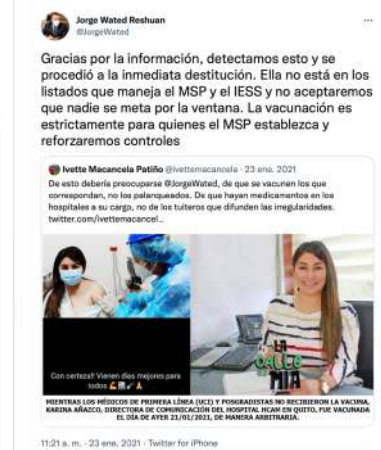 Jorge Wated Reshuan
@JorgeWated
Gracias por la información, detectamos esto y se
procedió a la inmediata destitución. Ella no está en los
listados que maneja el MSP y el IESS y no aceptaremos
que nadie se meta por la ventana. La vacunación es
estrictamente para quienes el MSP establezca y
reforzaremos controles
Ivette Macancela Patiño @ivettemacancela · 23 ene. 2021
De esto debería preocuparse @JorgeWated, de que se vacunen los que
correspondan, no los palanqueados. De que hayan medicamentos en los
hospitales a su cargo, no de los tuiteros que difunden las irregularidades.
twitter.com/ivettemacancel...
Con certeza!! Vienen días mejores para
todos
LA
CALLE
MÍA
MIENTRAS LOS MÉDICOS DE PRIMERA LÍNEA (UCI) Y POSGRADISTAS NO RECIBIERON LA VACUNA,
KARINA AÑAZCO, DIRECTORA DE COMUNICACIÓN DEL HOSPITAL HCAM EN QUITO, FUE VACUNADA
EL DÍA DE AYER 21/01/2021, DE MANERA ARBITRARIA.
11:21 a. m. · 23 ene. 2021 · Twitter for iPhone